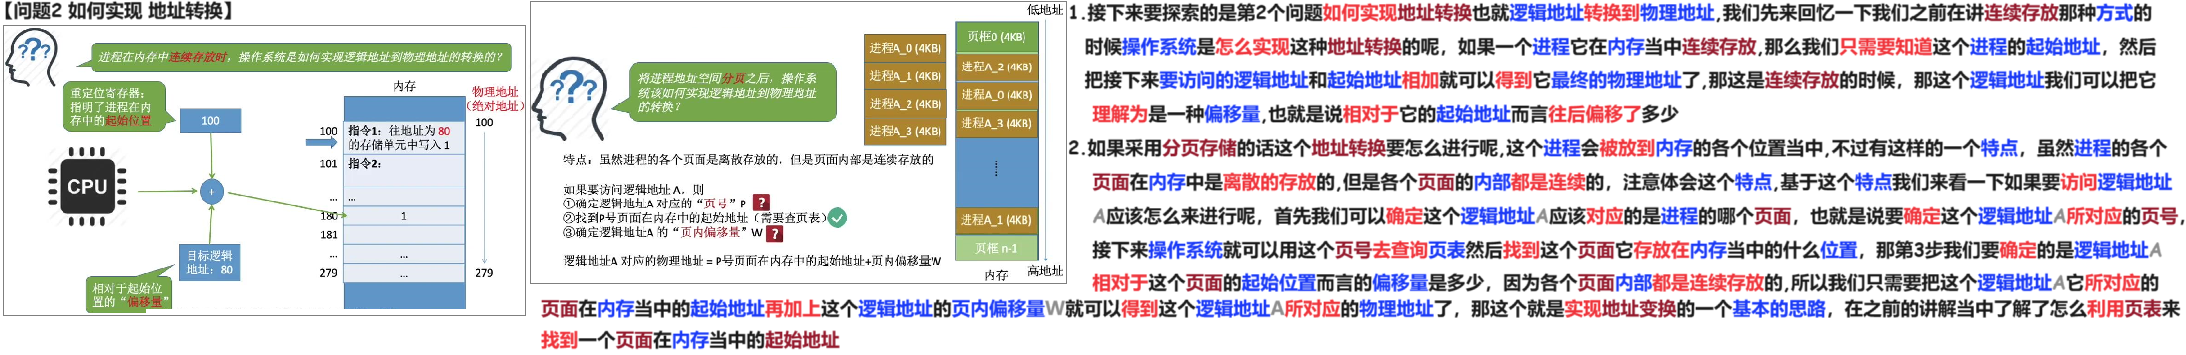 【问题2 如何实现 地址转换】
???
进程在内存中连续存放时，操作系统是如何实现逻辑地址到物理地址的转换的？
重定位寄存器：
指明了进程在内
存中的起始位置
100
CPU
+
目标逻辑
地址：80
相对于起始位
置的“偏移量”
内存
物理地址
（绝对地址）
100
指令1：往地址为 80
的存储单元中写入 1
100
101
指令2：
...
...
180
1
181
...
...
279
...
279
???
将进程地址空间分页之后，操作系
统该如何实现逻辑地址到物理地址
的转换？
进程A_0 (4KB)
进程A_1 (4KB)
进程A_2 (4KB)
进程A_3 (4KB)
低地址
页框0 (4KB)
进程A_2 (4KB)
进程A_0 (4KB)
进程A_3 (4KB)
进程A_1 (4KB)
页框 n-1
内存
高地址
特点：虽然进程的各个页面是离散存放的，但是页面内部是连续存放的
如果要访问逻辑地址 A，则
①确定逻辑地址A 对应的“页号”P ?
②找到P号页面在内存中的起始地址（需要查页表）
③确定逻辑地址A 的“页内偏移量”W ?
逻辑地址A 对应的物理地址 = P号页面在内存中的起始地址+页内偏移量W
1.接下来要探索的是第2个问题如何实现地址转换也就逻辑地址转换到物理地址,我们先来回忆一下我们之前在讲连续存放那种方式的
时候操作系统是怎么实现这种地址转换的呢，如果一个进程它在内存当中连续存放,那么我们只需要知道这个进程的起始地址，然后
把接下来要访问的逻辑地址和起始地址相加就可以得到它最终的物理地址了,那这是连续存放的时候，那这个逻辑地址我们可以把它
理解为是一种偏移量,也就是说相对于它的起始地址而言往后偏移了多少
2.如果采用分页存储的话这个地址转换要怎么进行呢,这个进程会被放到内存的各个位置当中,不过有这样的一个特点，虽然进程的各个
页面在内存中是离散的存放的,但是各个页面的内部都是连续的，注意体会这个特点,基于这个特点我们来看一下如果要访问逻辑地址
A应该怎么来进行呢，首先我们可以确定这个逻辑地址A应该对应的是进程的哪个页面，也就是说要确定这个逻辑地址A所对应的页号,
接下来操作系统就可以用这个页号去查询页表然后找到这个页面它存放在内存当中的什么位置，那第3步我们要确定的是逻辑地址A
相对于这个页面的起始位置而言的偏移量是多少，因为各个页面内部都是连续存放的,所以我们只需要把这个逻辑地址A它所对应的
页面在内存当中的起始地址再加上这个逻辑地址的页内偏移量W就可以得到这个逻辑地址A所对应的物理地址了，那这个就是实现地址变换的一个基本的思路，在之前的讲解当中了解了怎么利用页表来
找到一个页面在内存当中的起始地址